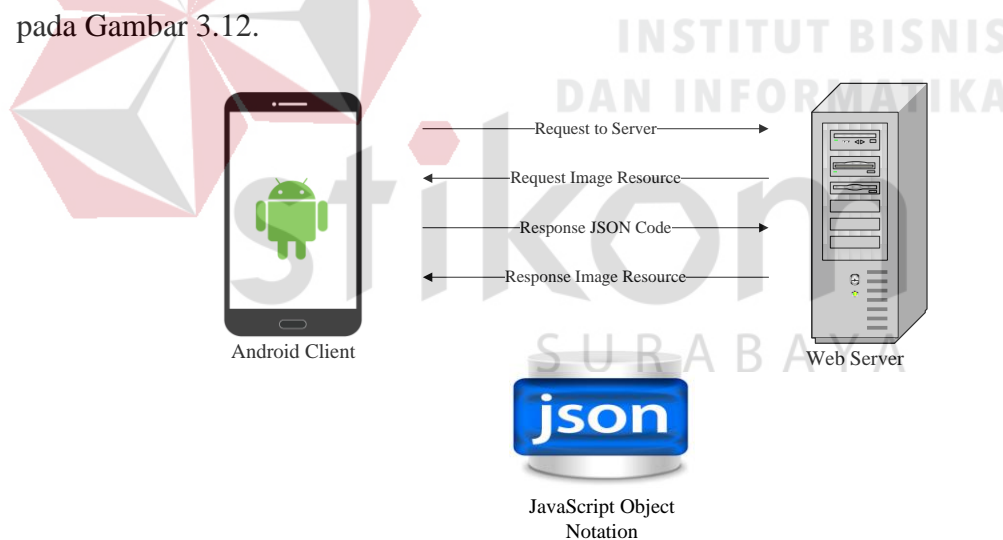 pada Gambar 3.12.
INSTITUT BISNIS
DAN INFORMATIKA
stikom
SURABAYA
Request to Server
Request Image Resource
Response JSON Code
Response Image Resource
Android Client
Web Server
json
JavaScript Object
Notation